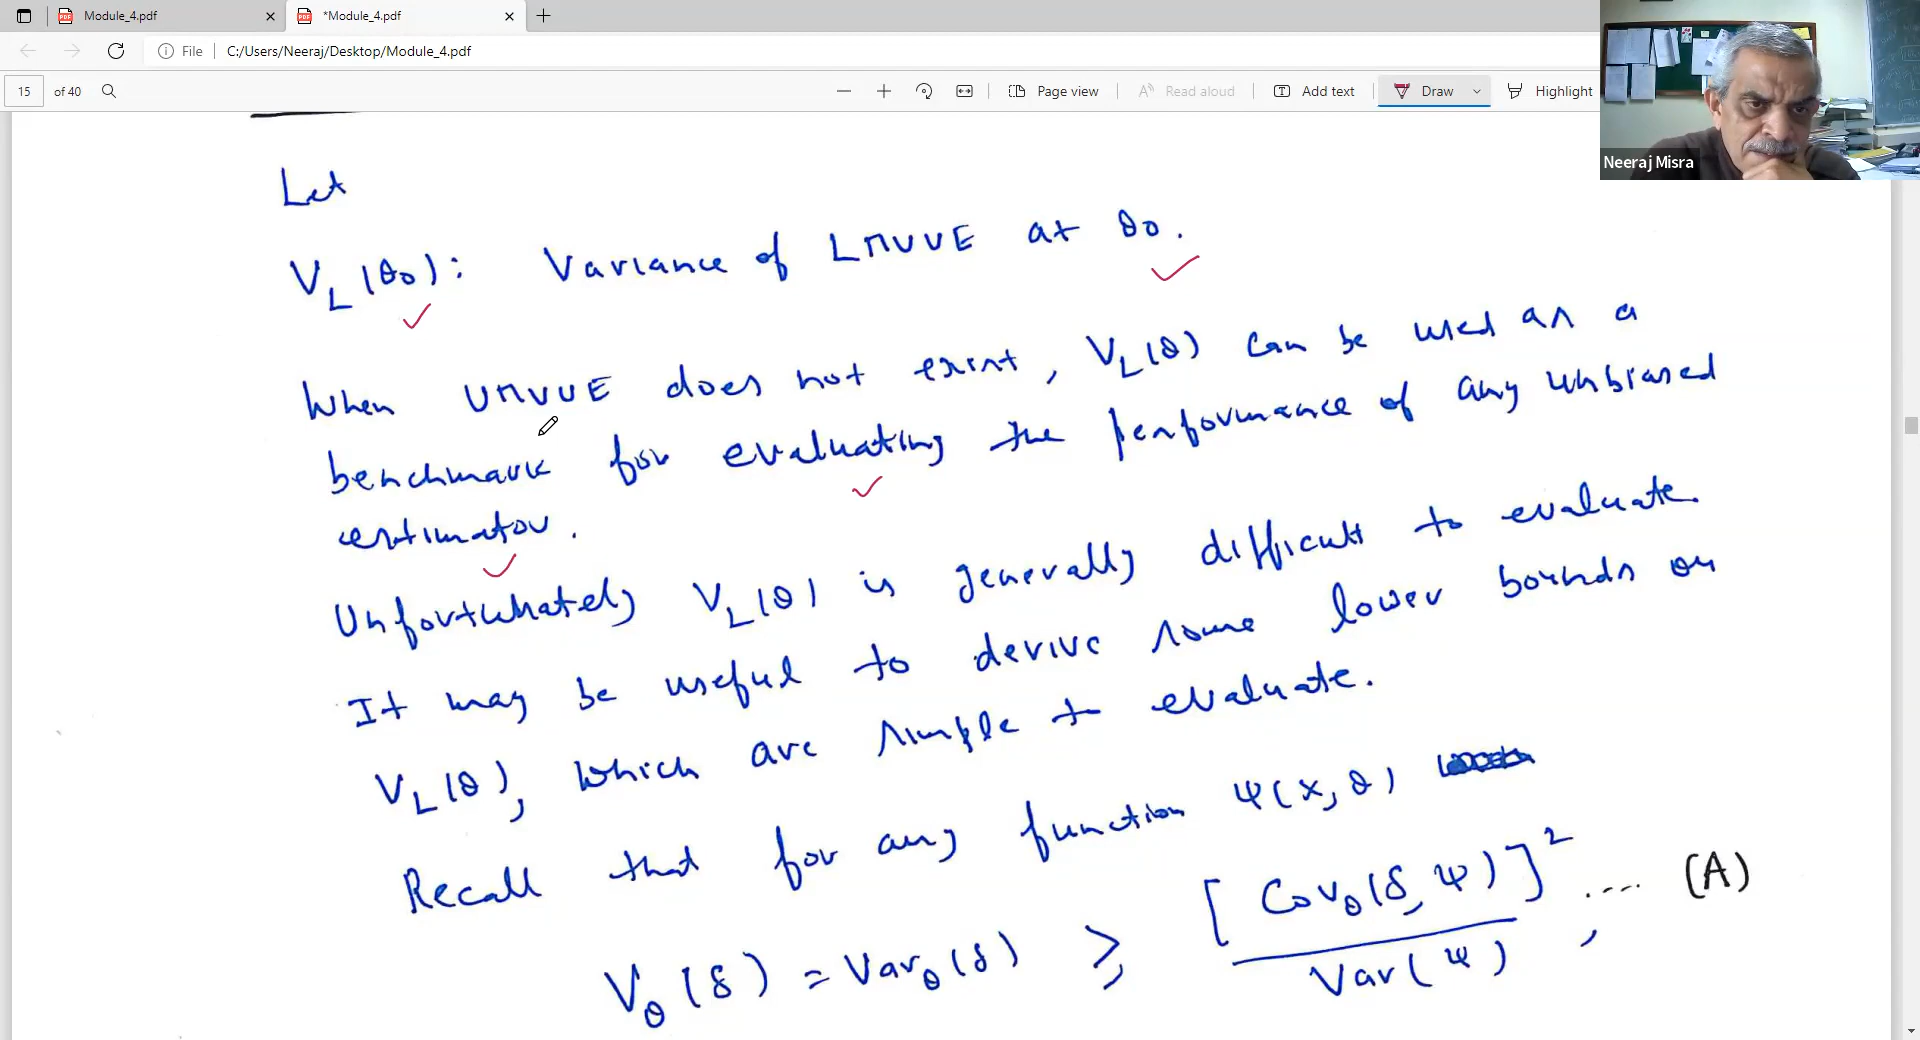 Module_4.pdf
*Module_4.pdf
File C:/Users/Neeraj/Desktop/Module_4.pdf
15 of 40 Page view Read aloud Add text Draw Highlight
Neeraj Misra
Let
V_L(θ₀): Variance of LMVUE at θ₀.
When UMVUE does not exist, V_L(θ) can be used as a
benchmark for evaluating the performance of any unbiased
estimator.
Unfortunately V_L(θ) is generally difficult to evaluate.
It may be useful to derive some lower bounds on
V_L(θ), which are simple to evaluate.
Recall that for any function ψ(x, θ)
V_θ(δ) = Var_θ(δ) ≥ [Cov_θ(δ, ψ)]² / Var(ψ), .... (A)